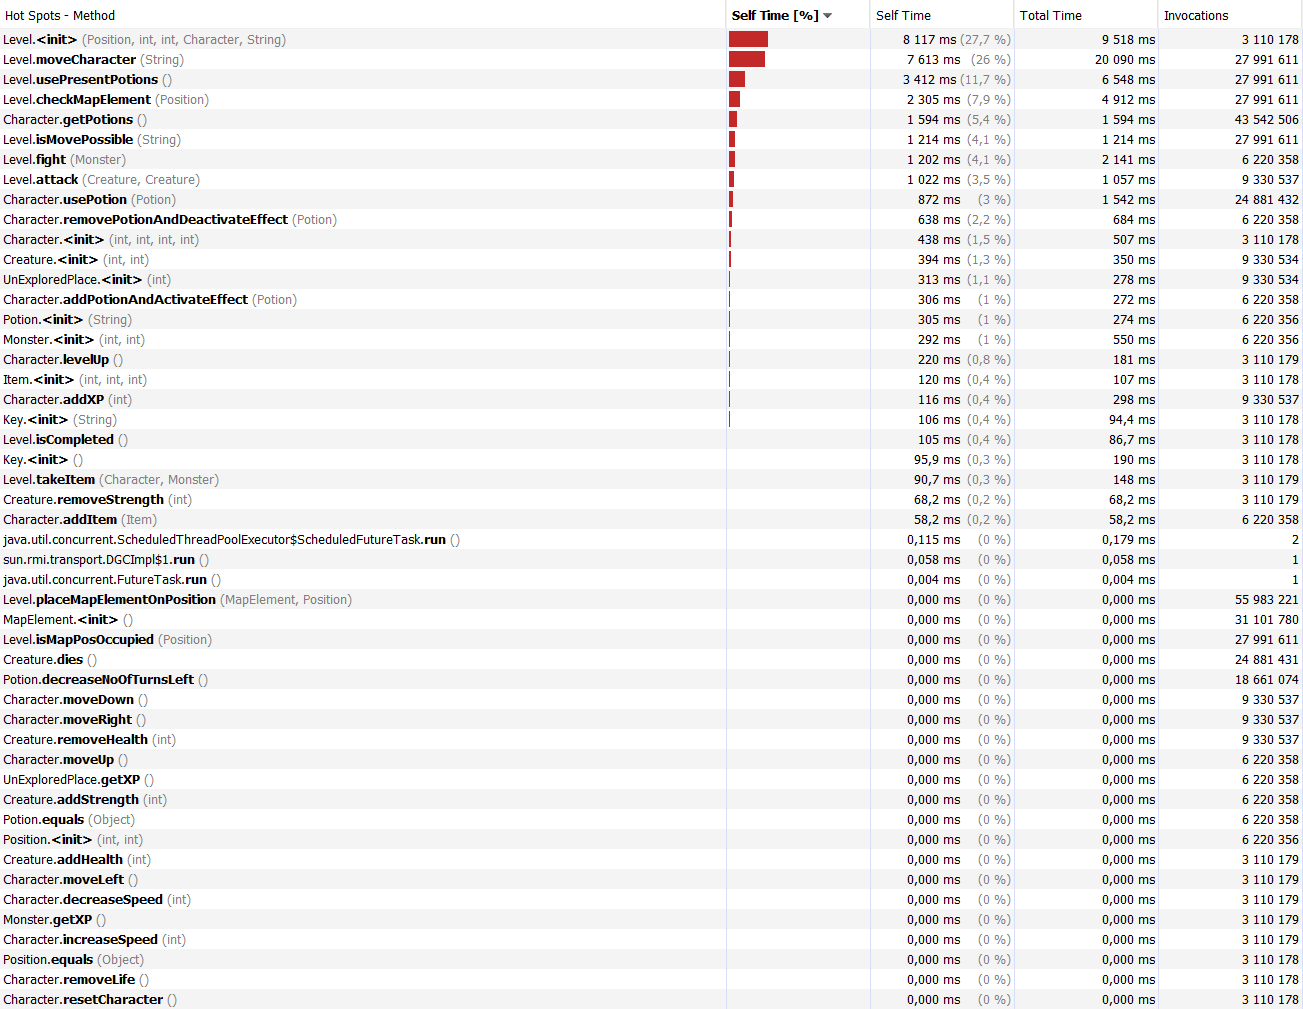 Hot Spots - Method Self Time [%] Self Time Total Time Invocations
Level.<init> (Position, int, int, Character, String) 8 117 ms (27,7 %) 9 518 ms 3 110 178
Level.moveCharacter (String) 7 613 ms (26 %) 20 090 ms 27 991 611
Level.usePresentPotions () 3 412 ms (11,7 %) 6 548 ms 27 991 611
Level.checkMapElement (Position) 2 305 ms (7,9 %) 4 912 ms 27 991 611
Character.getPotions () 1 594 ms (5,4 %) 1 594 ms 43 542 506
Level.isMovePossible (String) 1 214 ms (4,1 %) 1 214 ms 27 991 611
Level.fight (Monster) 1 202 ms (4,1 %) 2 141 ms 6 220 358
Level.attack (Creature, Creature) 1 022 ms (3,5 %) 1 057 ms 9 330 537
Character.usePotion (Potion) 872 ms (3 %) 1 542 ms 24 881 432
Character.removePotionAndDeactivateEffect (Potion) 638 ms (2,2 %) 684 ms 6 220 358
Character.<init> (int, int, int, int) 438 ms (1,5 %) 507 ms 3 110 178
Creature.<init> (int, int) 394 ms (1,3 %) 350 ms 9 330 534
UnExploredPlace.<init> (int) 313 ms (1,1 %) 278 ms 9 330 534
Character.addPotionAndActivateEffect (Potion) 306 ms (1 %) 272 ms 6 220 358
Potion.<init> (String) 305 ms (1 %) 274 ms 6 220 356
Monster.<init> (int, int) 292 ms (1 %) 550 ms 6 220 356
Character.levelUp () 220 ms (0,8 %) 181 ms 3 110 179
Item.<init> (int, int, int) 120 ms (0,4 %) 107 ms 3 110 178
Character.addXP (int) 116 ms (0,4 %) 298 ms 9 330 537
Key.<init> (String) 106 ms (0,4 %) 94,4 ms 3 110 178
Level.isCompleted () 105 ms (0,4 %) 86,7 ms 3 110 178
Key.<init> () 95,9 ms (0,3 %) 190 ms 3 110 178
Level.takeItem (Character, Monster) 90,7 ms (0,3 %) 148 ms 3 110 179
Creature.removeStrength (int) 68,2 ms (0,2 %) 68,2 ms 3 110 179
Character.addItem (Item) 58,2 ms (0,2 %) 58,2 ms 6 220 358
java.util.concurrent.ScheduledThreadPoolExecutor$ScheduledFutureTask.run () 0,115 ms (0 %) 0,179 ms 2
sun.rmi.transport.DGCImpl$1.run () 0,058 ms (0 %) 0,058 ms 1
java.util.concurrent.FutureTask.run () 0,004 ms (0 %) 0,004 ms 1
Level.placeMapElementOnPosition (MapElement, Position) 0,000 ms (0 %) 0,000 ms 55 983 221
MapElement.<init> () 0,000 ms (0 %) 0,000 ms 31 101 780
Level.isMapPosOccupied (Position) 0,000 ms (0 %) 0,000 ms 27 991 611
Creature.dies () 0,000 ms (0 %) 0,000 ms 24 881 431
Potion.decreaseNoOfTurnsLeft () 0,000 ms (0 %) 0,000 ms 18 661 074
Character.moveDown () 0,000 ms (0 %) 0,000 ms 9 330 537
Character.moveRight () 0,000 ms (0 %) 0,000 ms 9 330 537
Creature.removeHealth (int) 0,000 ms (0 %) 0,000 ms 9 330 537
Character.moveUp () 0,000 ms (0 %) 0,000 ms 6 220 358
UnExploredPlace.getXP () 0,000 ms (0 %) 0,000 ms 6 220 358
Creature.addStrength (int) 0,000 ms (0 %) 0,000 ms 6 220 358
Potion.equals (Object) 0,000 ms (0 %) 0,000 ms 6 220 358
Position.<init> (int, int) 0,000 ms (0 %) 0,000 ms 6 220 356
Creature.addHealth (int) 0,000 ms (0 %) 0,000 ms 3 110 179
Character.moveLeft () 0,000 ms (0 %) 0,000 ms 3 110 179
Character.decreaseSpeed (int) 0,000 ms (0 %) 0,000 ms 3 110 179
Monster.getXP () 0,000 ms (0 %) 0,000 ms 3 110 179
Character.increaseSpeed (int) 0,000 ms (0 %) 0,000 ms 3 110 179
Position.equals (Object) 0,000 ms (0 %) 0,000 ms 3 110 178
Character.removeLife () 0,000 ms (0 %) 0,000 ms 3 110 178
Character.resetCharacter () 0,000 ms (0 %) 0,000 ms 3 110 178